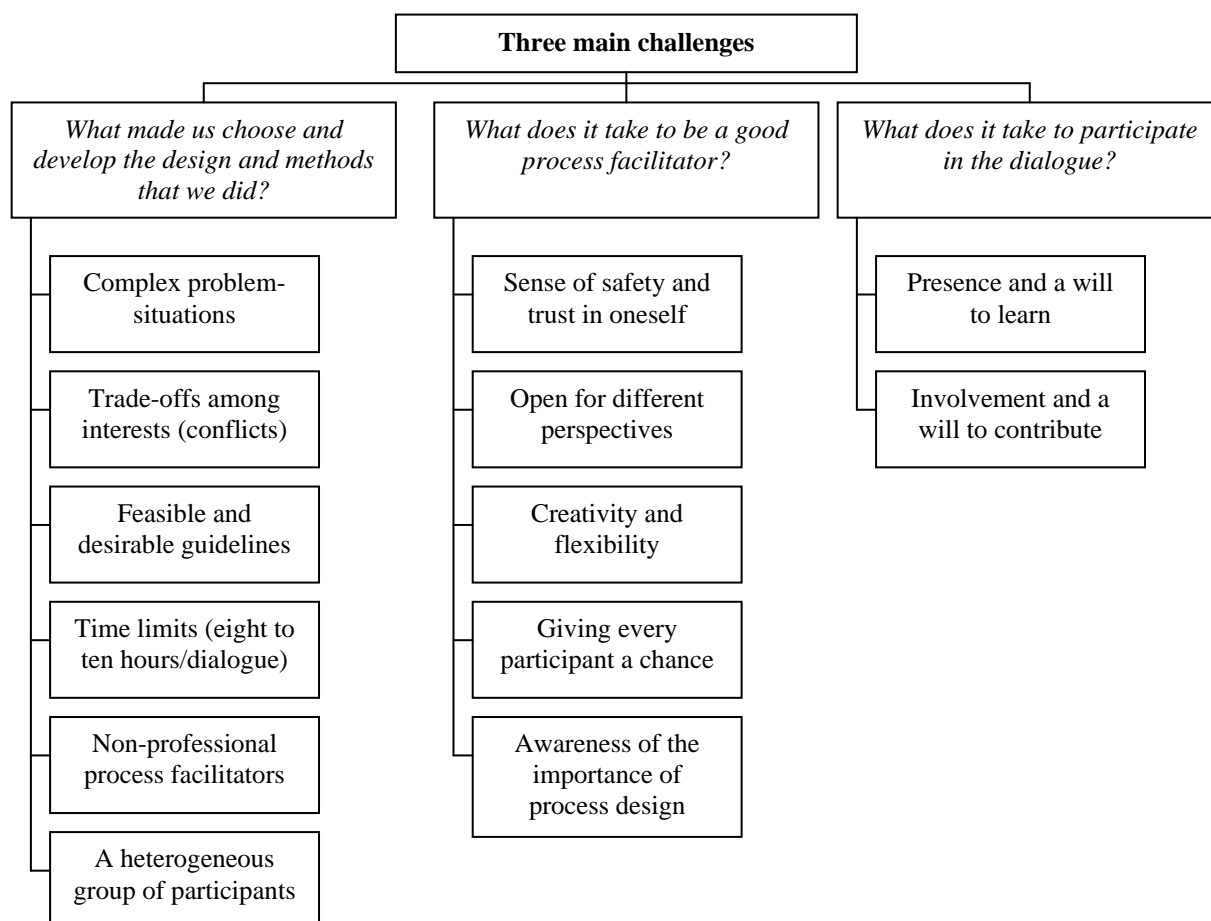 Three main challenges
What made us choose and
develop the design and methods
that we did?
Complex problem-
situations
Trade-offs among
interests (conflicts)
Feasible and
desirable guidelines
Time limits (eight to
ten hours/dialogue)
Non-professional
process facilitators
A heterogeneous
group of participants
What does it take to be a good
process facilitator?
Sense of safety and
trust in oneself
Open for different
perspectives
Creativity and
flexibility
Giving every
participant a chance
Awareness of the
importance of
process design
What does it take to participate
in the dialogue?
Presence and a will
to learn
Involvement and a
will to contribute